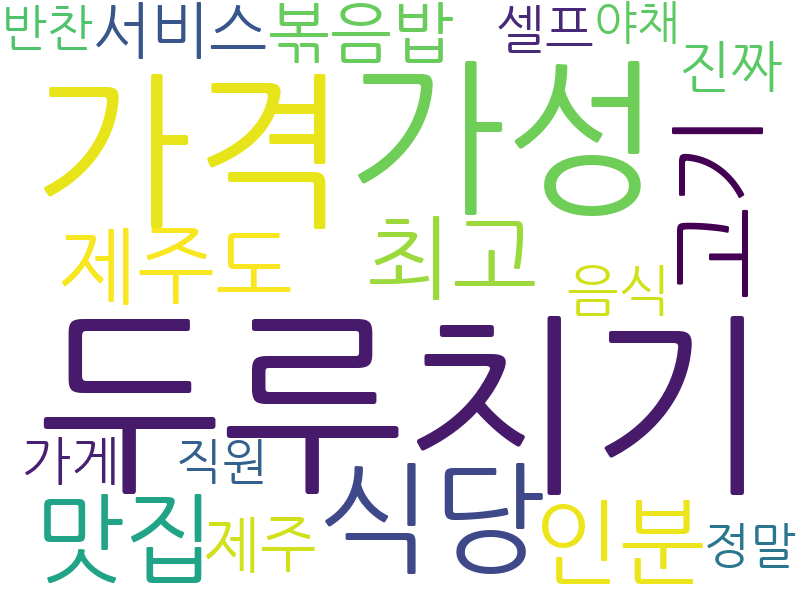 반찬 서비스 볶음밥 셀프 야채
진짜
가격 가성 고기
제주도 최고 음식
두루치기
가게 직원
맛집 제주 식당 인분 정말